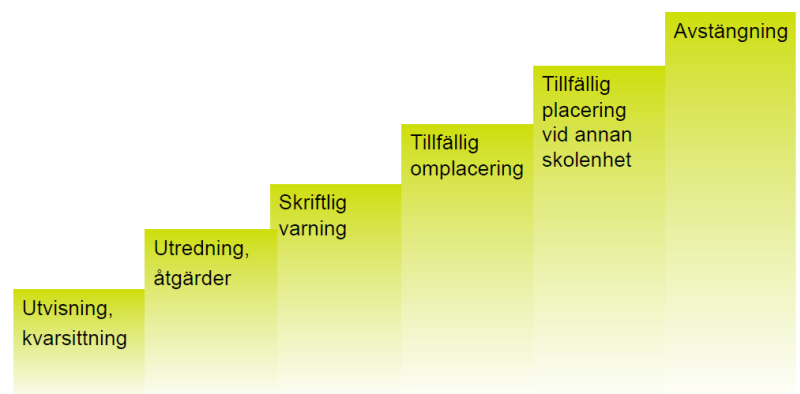 Utvisning,
kvarsittning
Utredning,
åtgärder
Skriftlig
varning
Tillfällig
omplacering
Tillfällig
placering
vid annan
skolenhet
Avstängning